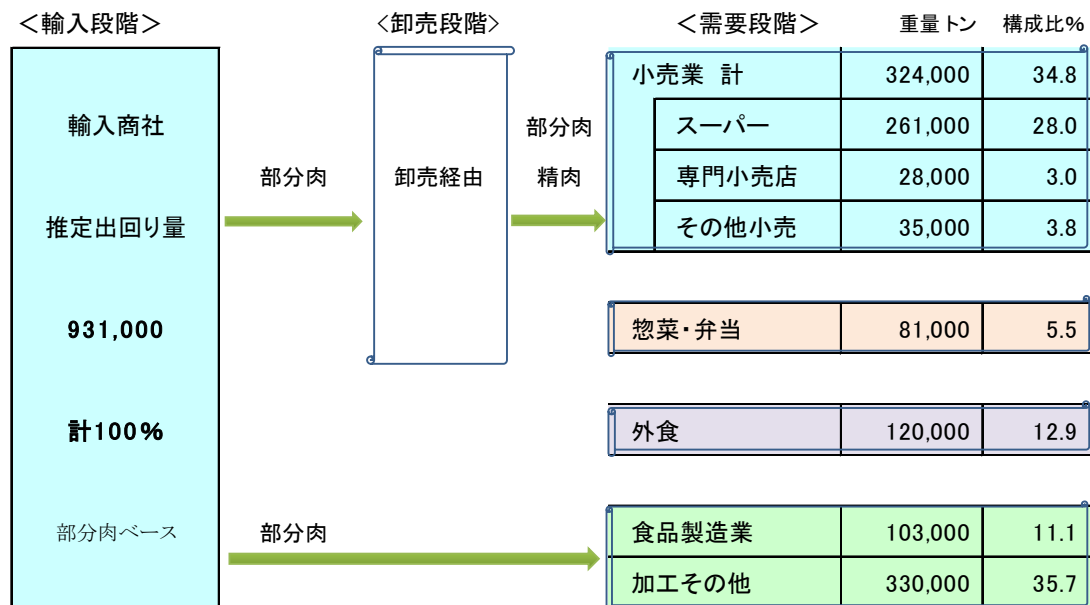 ＜輸入段階＞ <卸売段階> ＜需要段階＞ 重量トン 構成比%
小売業 計 324,000 34.8
輸入商社 部分肉 スーパー 261,000 28.0
部分肉 卸売経由 精肉 専門小売店 28,000 3.0
推定出回り量 その他小売 35,000 3.8
931,000 惣菜・弁当 81,000 5.5
計100% 外食 120,000 12.9
部分肉ベース 部分肉 食品製造業 103,000 11.1
加工その他 330,000 35.7